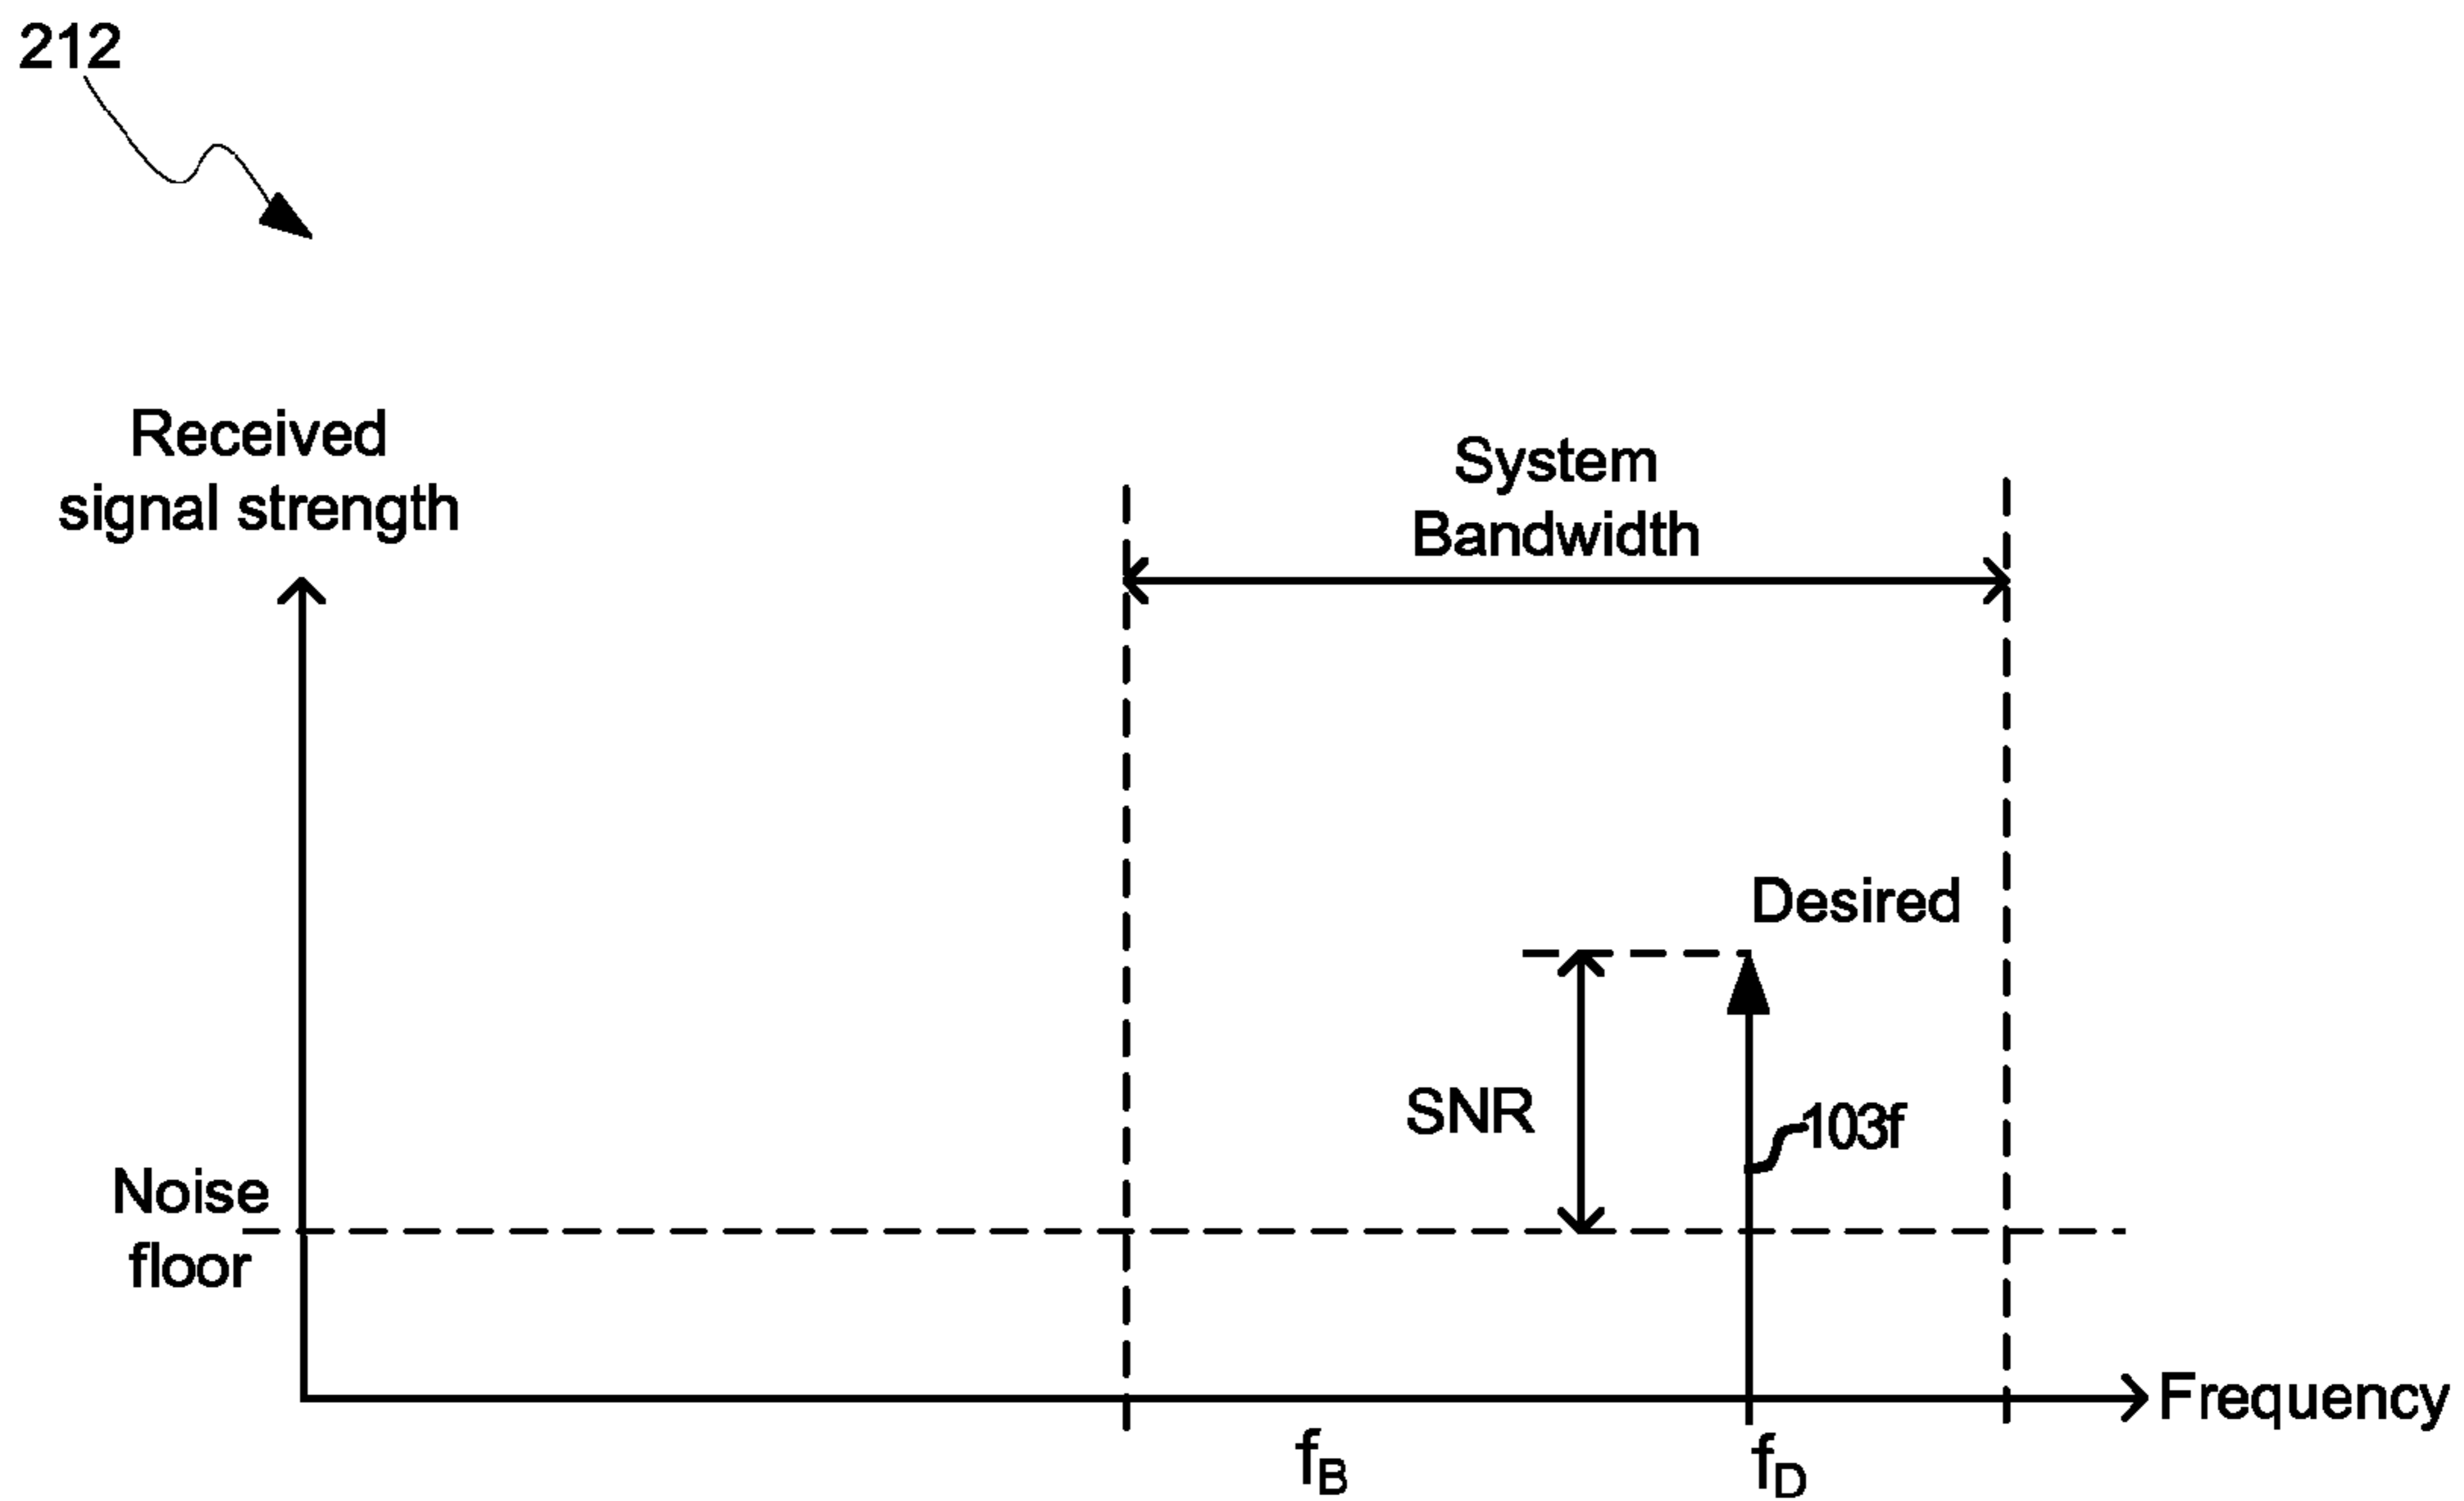 212
Received
signal strength
System
Bandwidth
Desired
SNR
103f
Noise
floor
Frequency
fB
fD